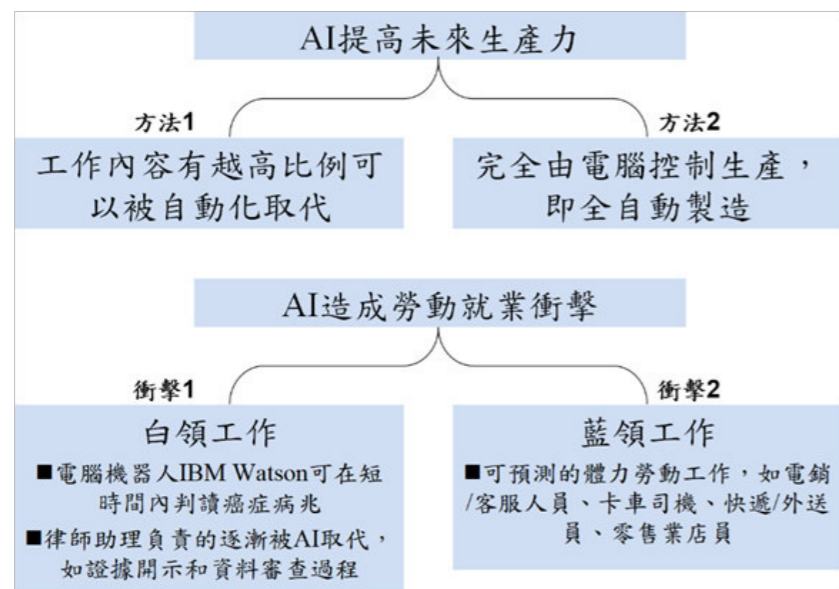 AI提高未來生產力
方法1
工作內容有越高比例可
以被自動化取代
方法2
完全由電腦控制生產，
即全自動製造
AI造成勞動就業衝擊
衝擊1
白領工作
■電腦機器人IBM Watson可在短
時間內判讀癌症病兆
■律師助理負責的逐漸被AI取代，
如證據開示和資料審查過程
衝擊2
藍領工作
■可預測的體力勞動工作，如電銷
/客服人員、卡車司機、快遞/外送
員、零售業店員